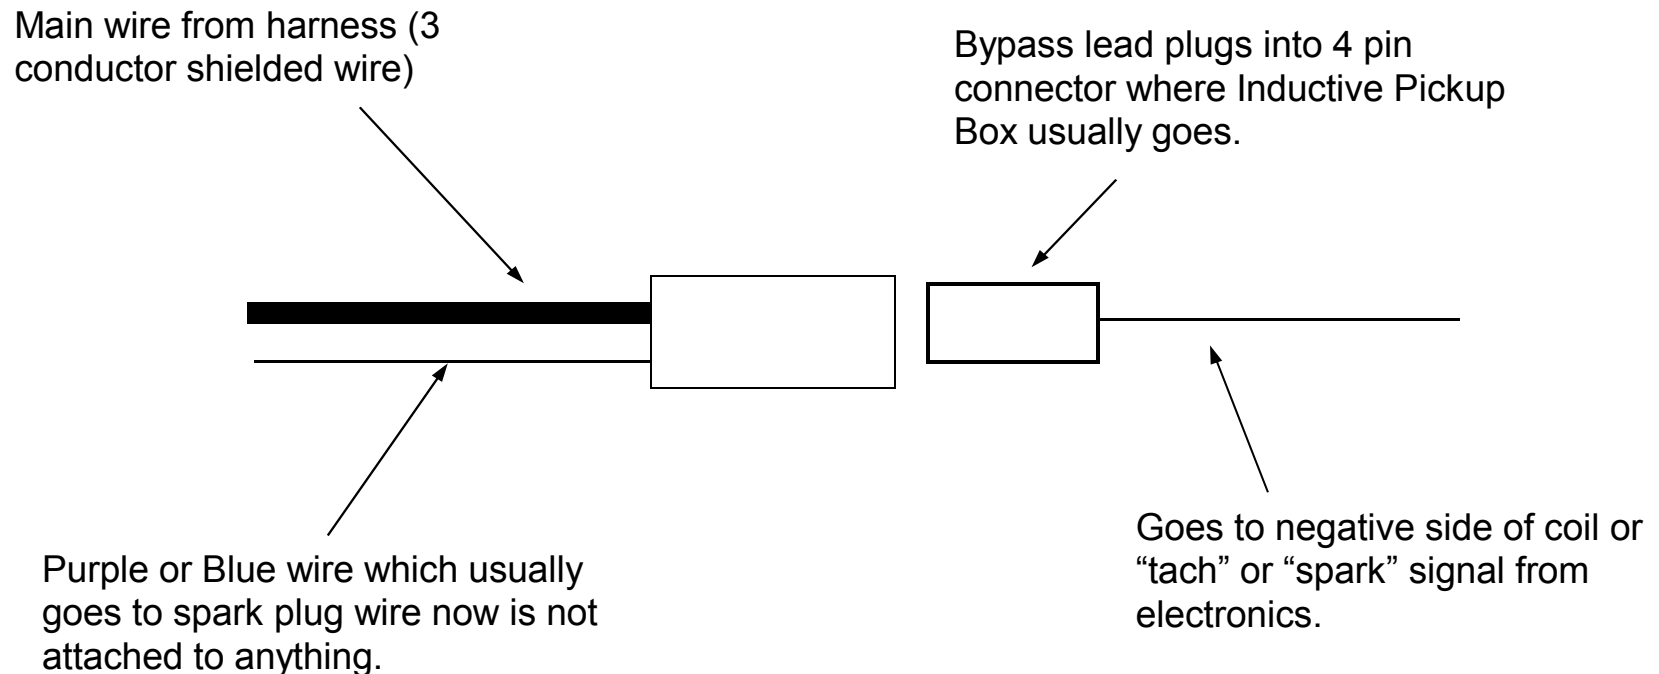 Main wire from harness (3
conductor shielded wire)
Bypass lead plugs into 4 pin
connector where Inductive Pickup
Box usually goes.
Purple or Blue wire which usually
goes to spark plug wire now is not
attached to anything.
Goes to negative side of coil or
“tach” or “spark” signal from
electronics.